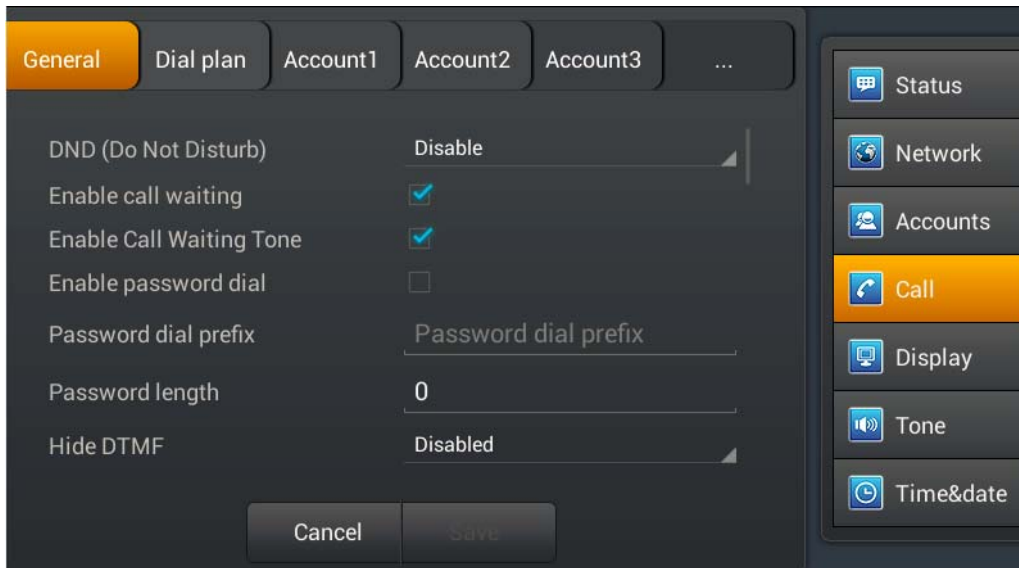 General Dial plan Account1 Account2 Account3 ...
DND (Do Not Disturb) Disable
Enable call waiting
Enable Call Waiting Tone
Enable password dial
Password dial prefix Password dial prefix
Password length 0
Hide DTMF Disabled
Cancel Save
Status
Network
Accounts
Call
Display
Tone
Time&date